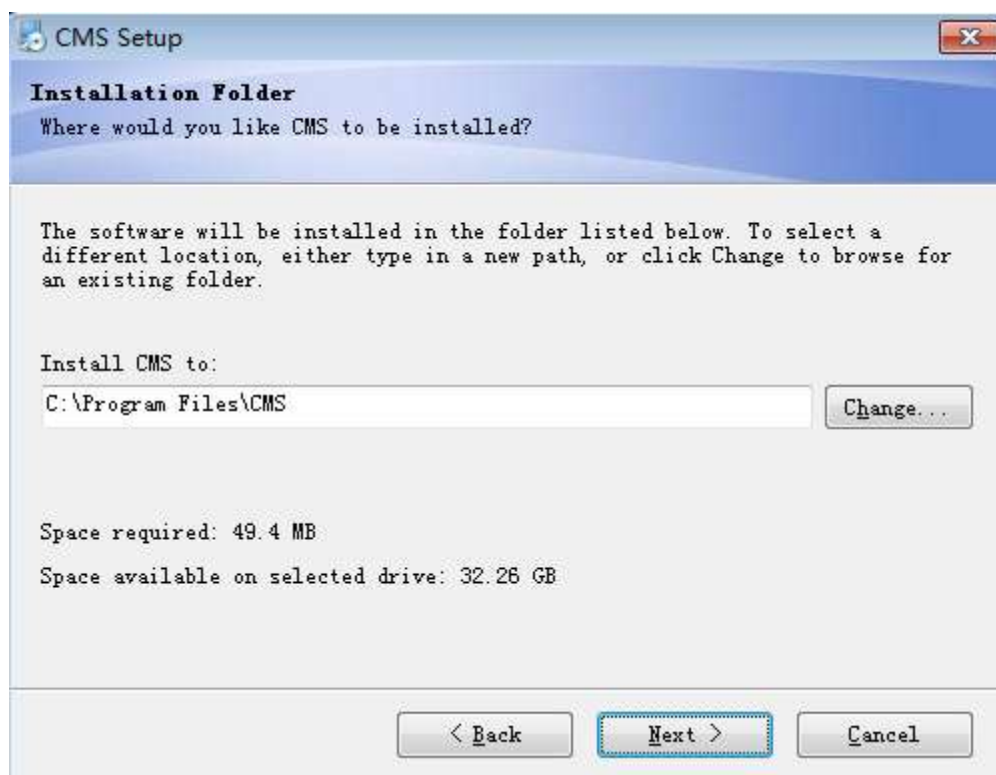 CMS Setup
Installation Folder
Where would you like CMS to be installed?
The software will be installed in the folder listed below. To select a
different location, either type in a new path, or click Change to browse for
an existing folder.
Install CMS to:
C:\Program Files\CMS
Change...
Space required: 49.4 MB
Space available on selected drive: 32.26 GB
< Back
Next >
Cancel